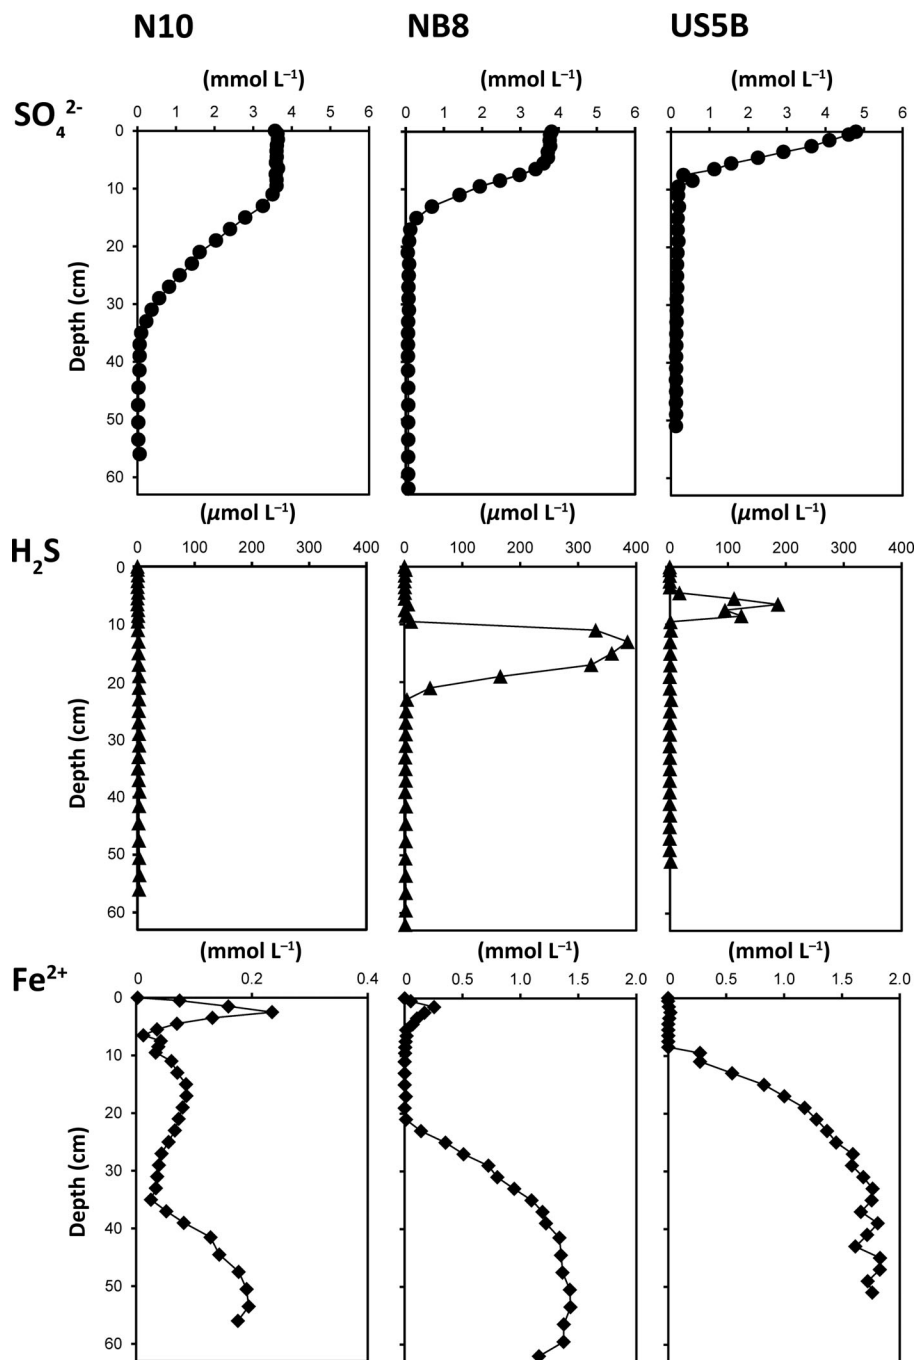 N10 NB8 US5B
(mmol L⁻¹) (mmol L⁻¹) (mmol L⁻¹)
SO₄²⁻
0 1 2 3 4 5 6 0 1 2 3 4 5 6 0 1 2 3 4 5 6
0
10
20
30
40
50
60
Depth (cm)
(μmol L⁻¹) (μmol L⁻¹) (μmol L⁻¹)
H₂S
0 100 200 300 400 0 100 200 300 400 0 100 200 300 400
0
10
20
30
40
50
60
Depth (cm)
(mmol L⁻¹) (mmol L⁻¹) (mmol L⁻¹)
Fe²⁺
0 0.2 0.4 0 0.5 1.0 1.5 2.0 0 0.5 1.0 1.5 2.0
0
10
20
30
40
50
60
Depth (cm)